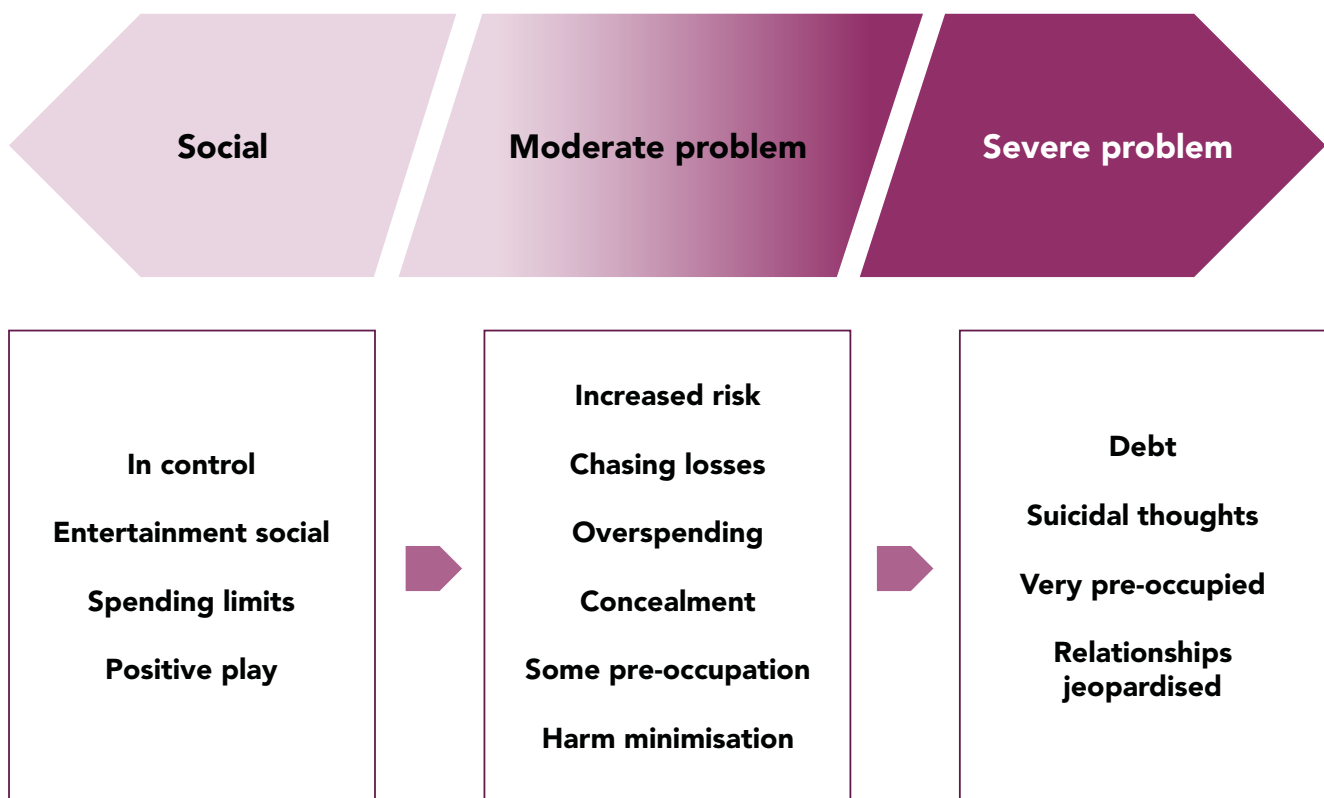 Social
Moderate problem
Severe problem
In control
Entertainment social
Spending limits
Positive play
Increased risk
Chasing losses
Overspending
Concealment
Some pre-occupation
Harm minimisation
Debt
Suicidal thoughts
Very pre-occupied
Relationships
jeopardised